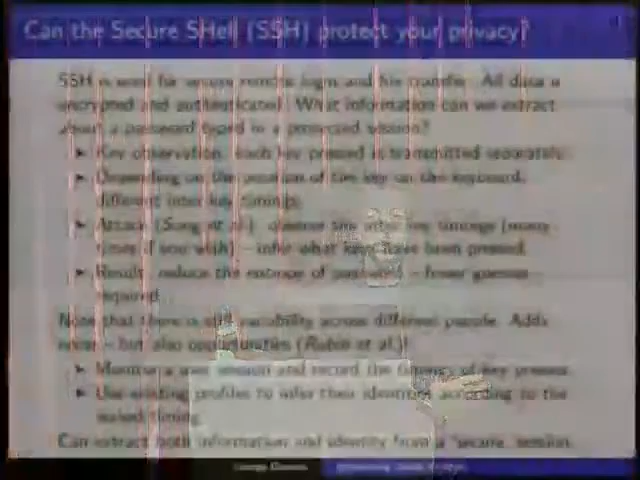 Can the Secure SHell (SSH) protect your privacy?
SSH is used for secure remote login and file transfer. All data is
encrypted and authenticated. What information can we extract
about a password typed in a protected session?
▶ Key observation: each key pressed is transmitted separately.
▶ Depending on the position of the key on the keyboard,
different inter key timings.
▶ Attack (Song et al.): observe the inter key timings (many
times if you wish) – infer what keys have been pressed.
▶ Result: reduce the entropy of password – fewer guesses
required.
Note that there is still variability across different people. Adds
noise – but also opportunities (Rubin et al.)!
▶ Monitor a user session and record the timings of key presses.
▶ Use existing profiles to infer their identities according to the
typing.
Can extract both information and identity from a 'secure' session
George